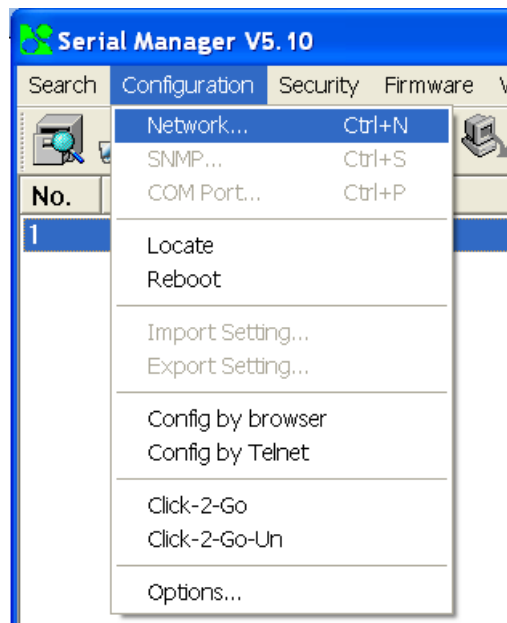 Serial Manager V5.10
Search Configuration Security Firmware
Network... Ctrl+N
SNMP... Ctrl+S
COM Port... Ctrl+P
No.
1
Locate
Reboot
Import Setting...
Export Setting...
Config by browser
Config by Telnet
Click-2-Go
Click-2-Go-Un
Options...